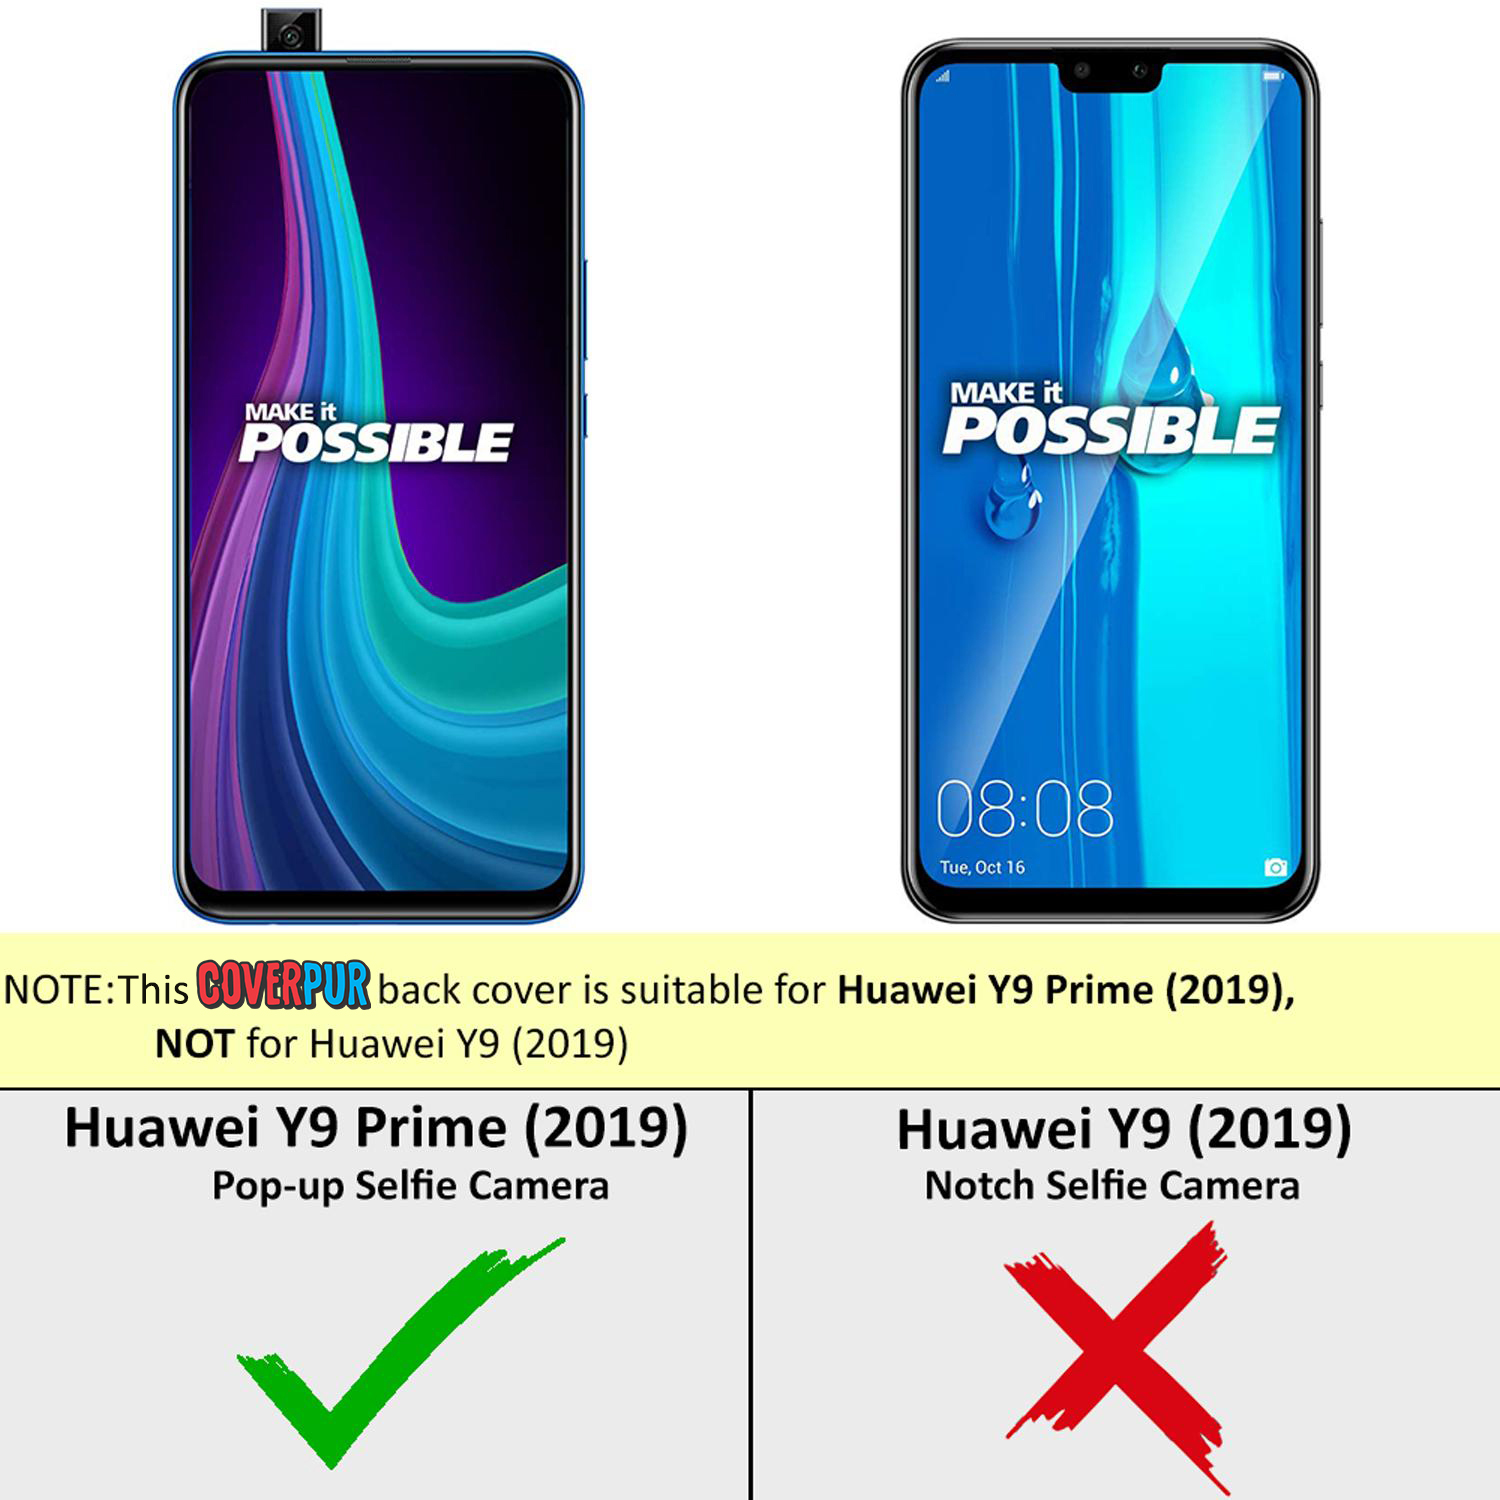 MAKE it
POSSIBLE
MAKE it
POSSIBLE
08:08
Tue, Oct 16
NOTE:This COVERPUR back cover is suitable for Huawei Y9 Prime (2019),
NOT for Huawei Y9 (2019)
Huawei Y9 Prime (2019)
Pop-up Selfie Camera
Huawei Y9 (2019)
Notch Selfie Camera